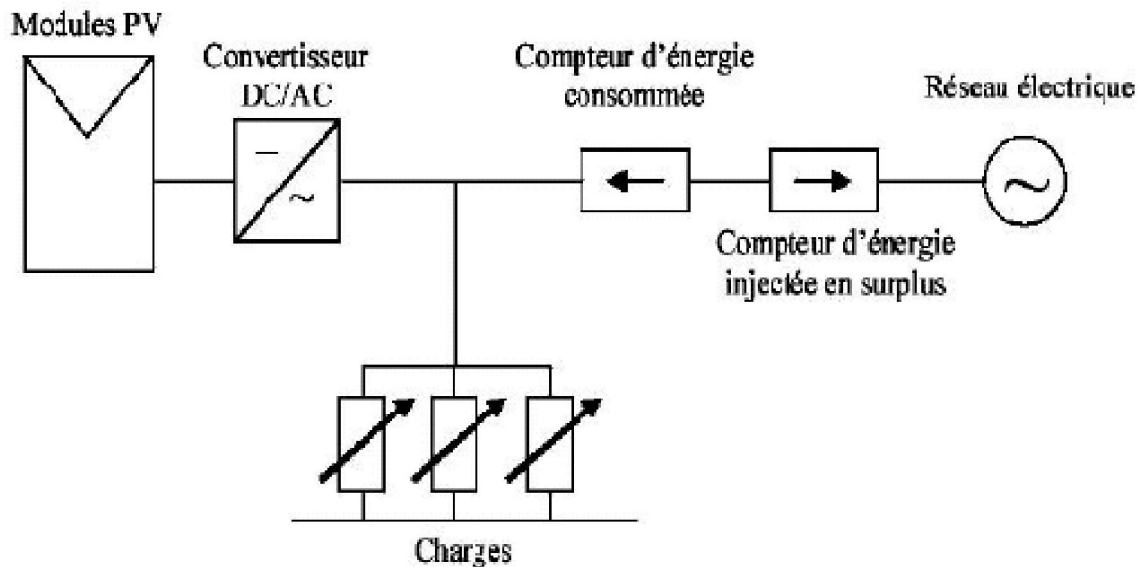 Modules PV
Convertisseur
DC/AC
Compteur d'énergie
consommée
Réseau électrique
Compteur d'énergie
injectée en surplus
Charges